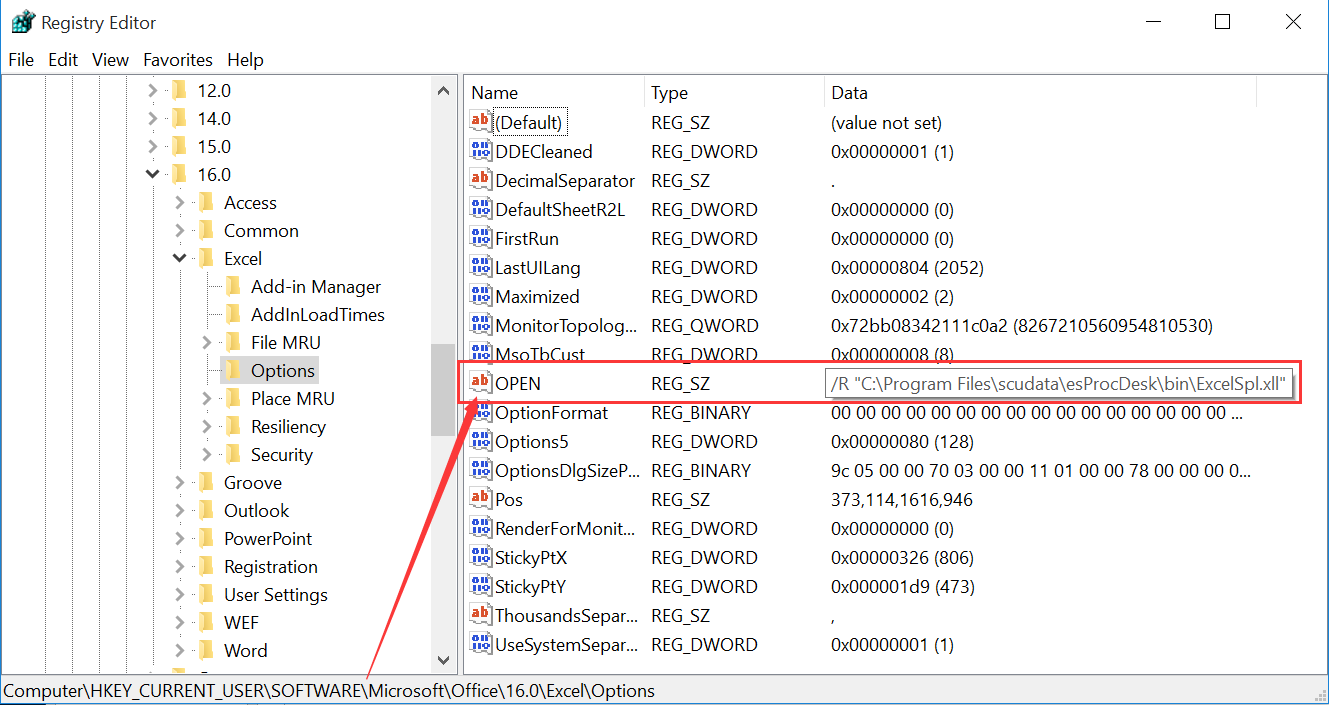 Registry Editor
File Edit View Favorites Help
12.0
14.0
15.0
16.0
Access
Common
Excel
Add-in Manager
AddInLoadTimes
File MRU
Options
Place MRU
Resiliency
Security
Groove
Outlook
PowerPoint
Registration
User Settings
WEF
Word
Name Type Data
(Default) REG_SZ (value not set)
DDECleaned REG_DWORD 0x00000001 (1)
DecimalSeparator REG_SZ .
DefaultSheetR2L REG_DWORD 0x00000000 (0)
FirstRun REG_DWORD 0x00000000 (0)
LastUILang REG_DWORD 0x00000804 (2052)
Maximized REG_DWORD 0x00000002 (2)
MonitorTopolog... REG_QWORD 0x72bb08342111c0a2 (8267210560954810530)
MsoTbCust REG_DWORD 0x00000008 (8)
OPEN REG_SZ /R "C:\Program Files\scudata\esProcDesk\bin\ExcelSpl.xll"
OptionFormat REG_BINARY 00 00 00 00 00 00 00 00 00 00 00 00 00 00 00 00 ...
Options5 REG_DWORD 0x00000080 (128)
OptionsDlgSizeP... REG_BINARY 9c 05 00 00 70 03 00 00 11 01 00 00 78 00 00 00 0...
Pos REG_SZ 373,114,1616,946
RenderForMonit... REG_DWORD 0x00000000 (0)
StickyPtX REG_DWORD 0x00000326 (806)
StickyPtY REG_DWORD 0x000001d9 (473)
ThousandsSepar... REG_SZ ,
UseSystemSepar... REG_DWORD 0x00000001 (1)
Computer\HKEY_CURRENT_USER\SOFTWARE\Microsoft\Office\16.0\Excel\Options